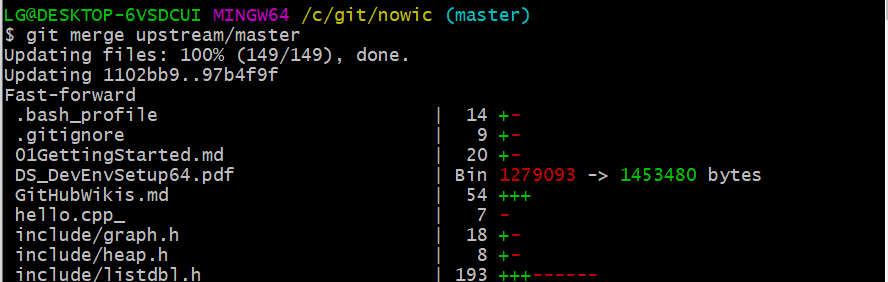 LG@DESKTOP-6VSDCUI MINGW64 /c/git/nowic (master)
$ git merge upstream/master
Updating files: 100% (149/149), done.
Updating 1102bb9..97b4f9f
Fast-forward
 .bash_profile                          |   14 +-
 .gitignore                             |    9 +-
 01GettingStarted.md                    |   20 +-
 DS_DevEnvSetup64.pdf                   |  Bin 1279093 -> 1453480 bytes
 GitHubWikis.md                         |   54 +++
 hello.cpp_                             |    7 -
 include/graph.h                        |   18 +-
 include/heap.h                         |    8 +-
 include/listdbl.h                      |  193 +++------